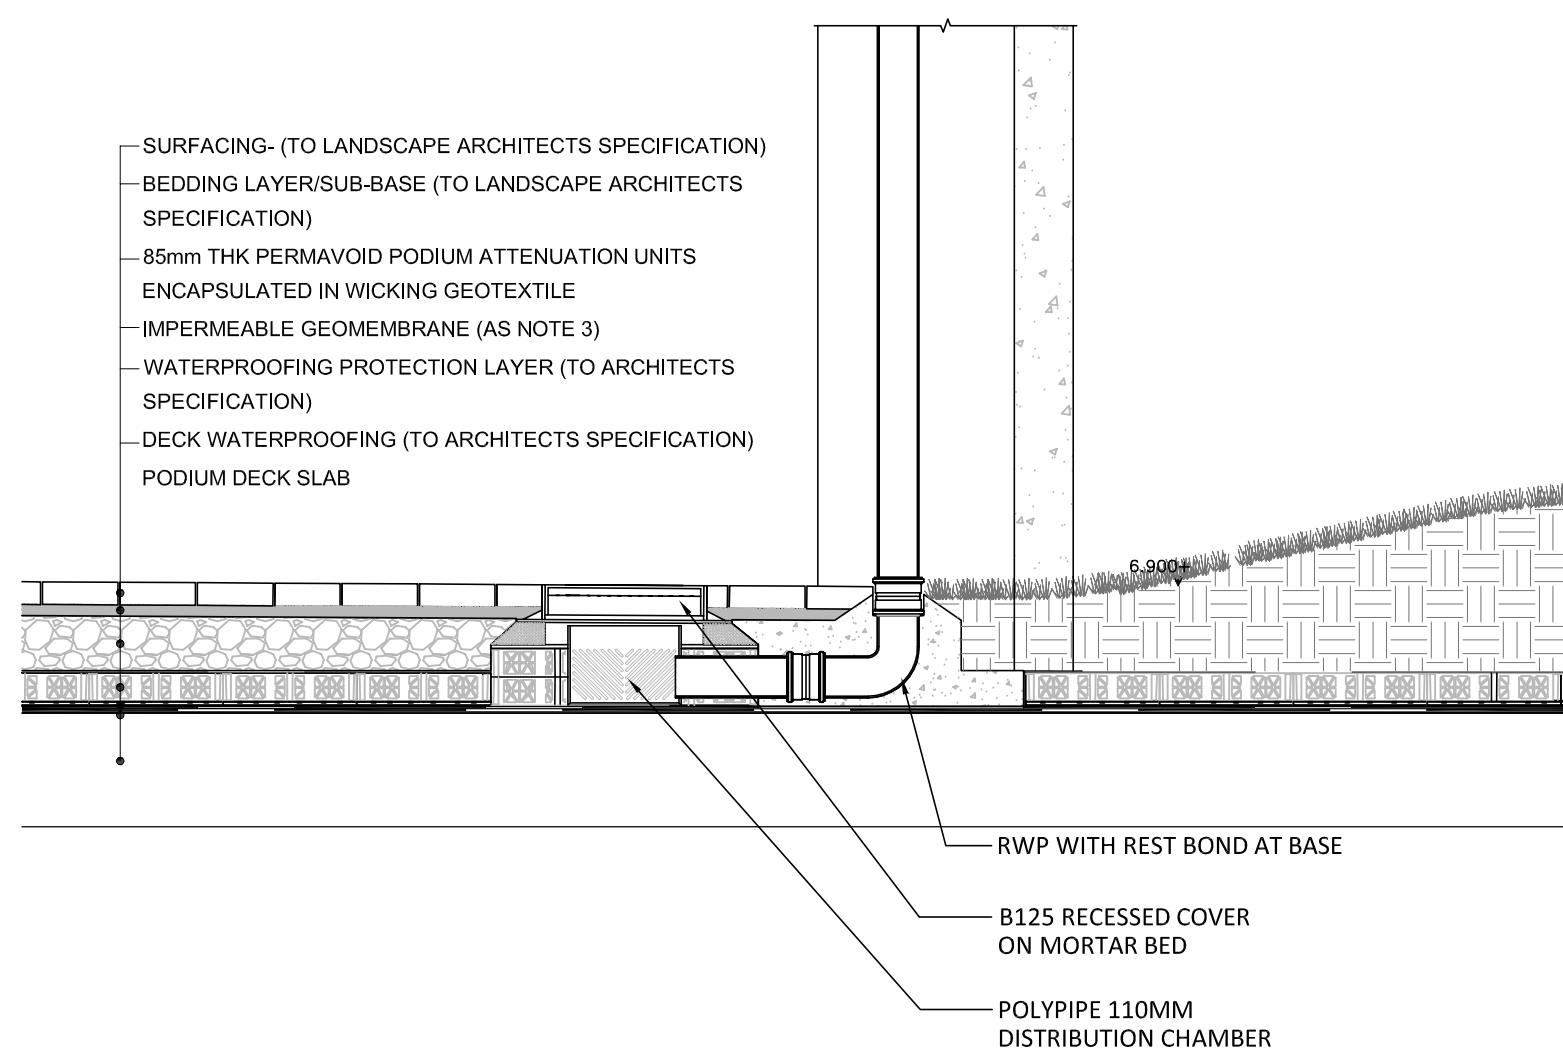 SURFACING- (TO LANDSCAPE ARCHITECTS SPECIFICATION)
BEDDING LAYER/SUB-BASE (TO LANDSCAPE ARCHITECTS
SPECIFICATION)
85mm THK PERMAVOID PODIUM ATTENUATION UNITS
ENCAPSULATED IN WICKING GEOTEXTILE
IMPERMEABLE GEOMEMBRANE (AS NOTE 3)
WATERPROOFING PROTECTION LAYER (TO ARCHITECTS
SPECIFICATION)
DECK WATERPROOFING (TO ARCHITECTS SPECIFICATION)
PODIUM DECK SLAB
6.900+
RWP WITH REST BOND AT BASE
B125 RECESSED COVER
ON MORTAR BED
POLYPIPE 110MM
DISTRIBUTION CHAMBER